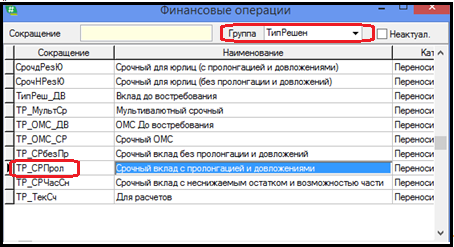 Финансовые операции
Сокращение Группа ТипРешен Неактуал.
Сокращение Наименование Кат
СрочдРезЮ Срочный для юрлиц (с пролонгацией и довложениями) Переноси
СрочНРезЮ Срочный для юрлиц (без пролонгации и довложений) Переноси
ТипРеш_ДВ Вклад до востребования Переноси
ТР_МультСр Мультивалютный срочный Переноси
ТР_ОМС_ДВ ОМС До востребования Переноси
ТР_ОМС_СР Срочный ОМС Переноси
ТР_СРбезПр Срочный вклад без пролонгации и довложений Переноси
ТР_СРПрол Срочный вклад с пролонгацией и довложениями Переноси
ТР_СРЧасСн Срочный вклад с неснижаемым остатком и возможностью части Переноси
ТР_ТекСч Для расчетов Переноси